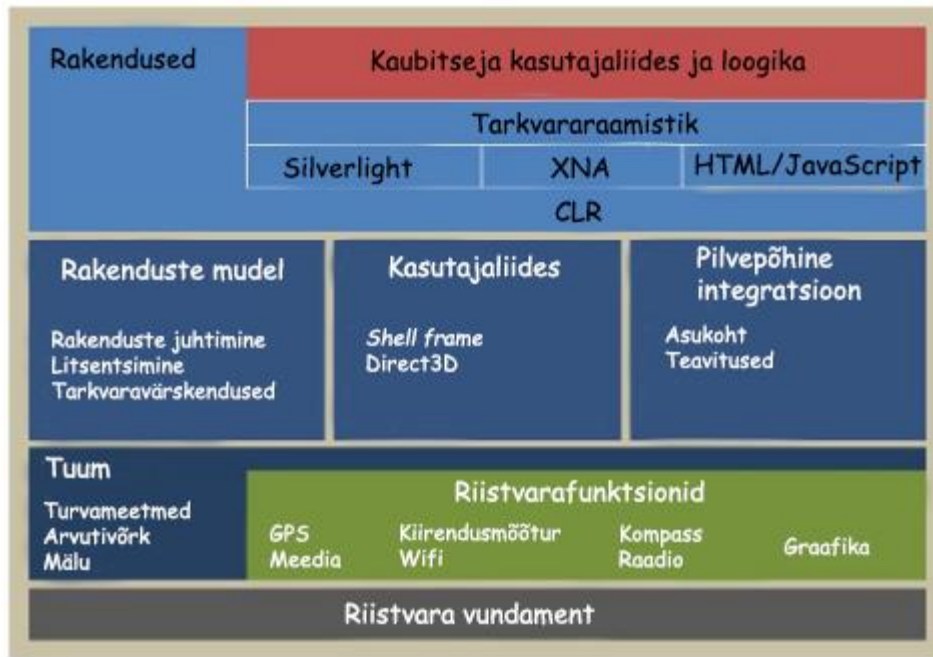 Rakendused
Kaubitseja kasutajaliides ja loogika
Tarkvararaamistik
Silverlight
XNA
HTML/JavaScript
CLR
Rakenduste mudel
Rakenduste juhtimine
Litsentsimine
Tarkvaravärskendused
Kasutajaliides
Shell frame
Direct3D
Pilvepõhine
integratsioon
Asukoht
Teavitused
Tuum
Turvameetmed
Arvutivõrk
Mälu
Riistvarafunktsionid
GPS Kiirendusmõõtur Kompass Graafika
Meedia Wifi Raadio
Riistvara vundament